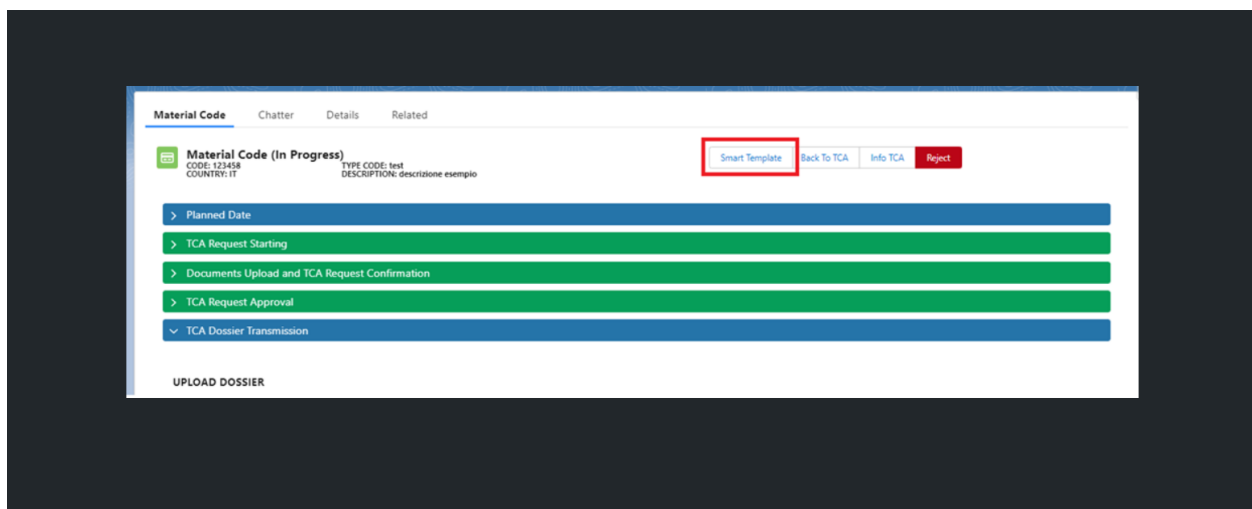 Material Code Chatter Details Related
Material Code (In Progress)
CODE: 123458 TYPE CODE: test
COUNTRY: IT DESCRIPTION: descrizione esempio
Smart Template Back To TCA Info TCA Reject
Planned Date
TCA Request Starting
Documents Upload and TCA Request Confirmation
TCA Request Approval
TCA Dossier Transmission
UPLOAD DOSSIER